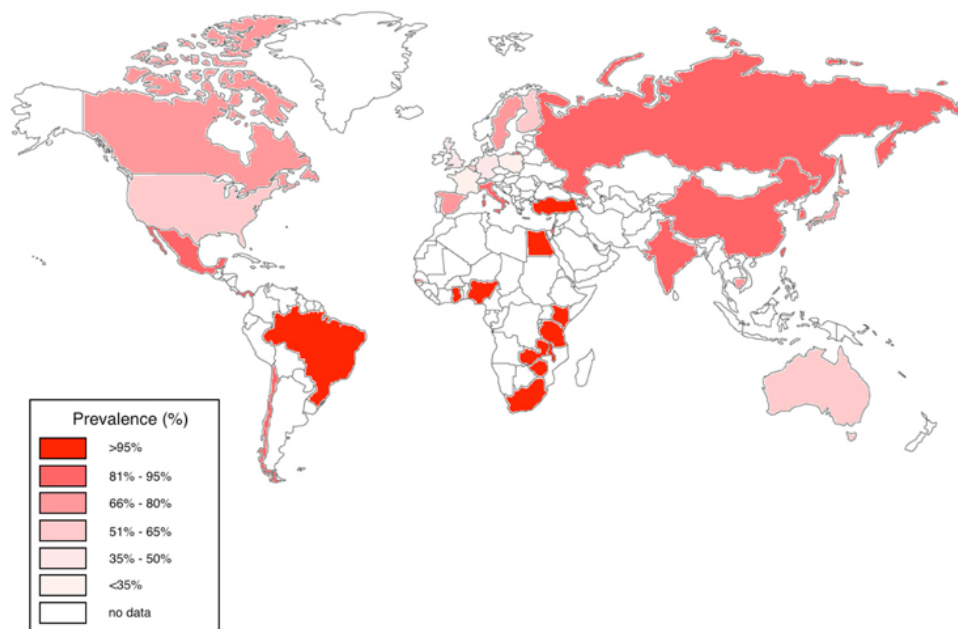 Prevalence (%)
>95%
81% - 95%
66% - 80%
51% - 65%
35% - 50%
<35%
no data